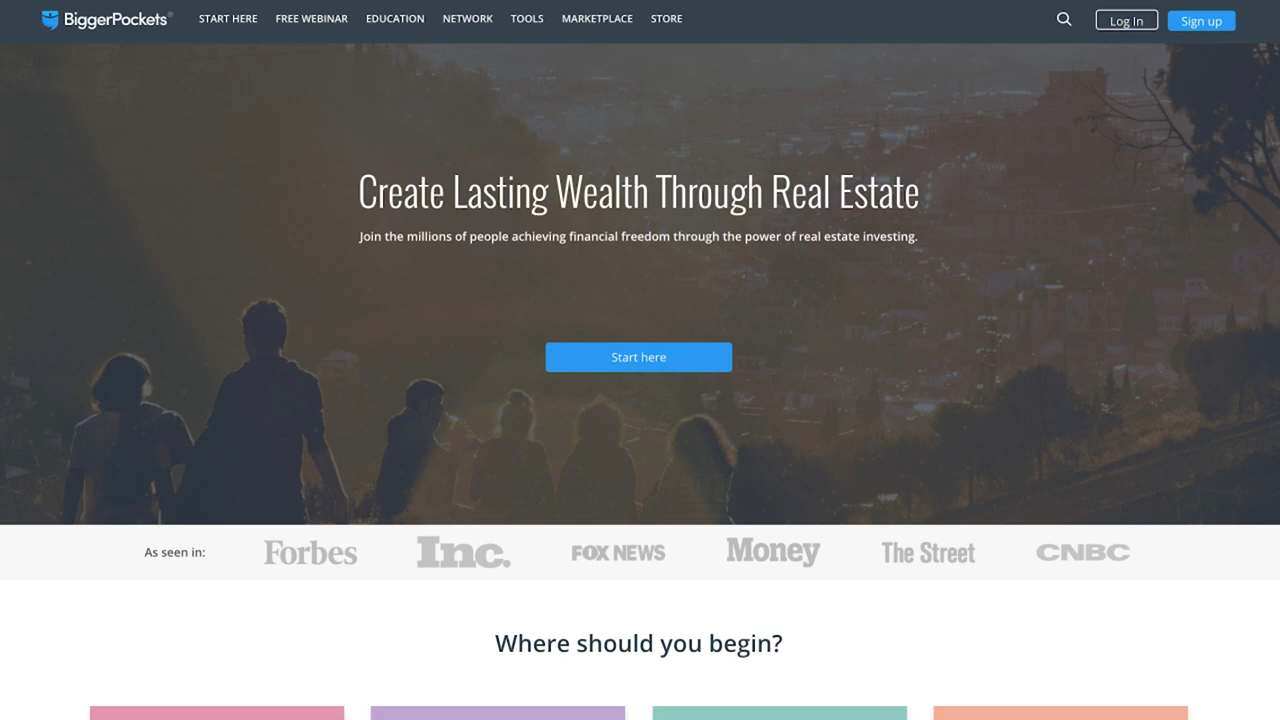 BiggerPockets®
START HERE FREE WEBINAR EDUCATION NETWORK TOOLS MARKETPLACE STORE
Log In
Sign up
Create Lasting Wealth Through Real Estate
Join the millions of people achieving financial freedom through the power of real estate investing.
Start here
As seen in: Forbes Inc. FOX NEWS Money The Street CNBC
Where should you begin?